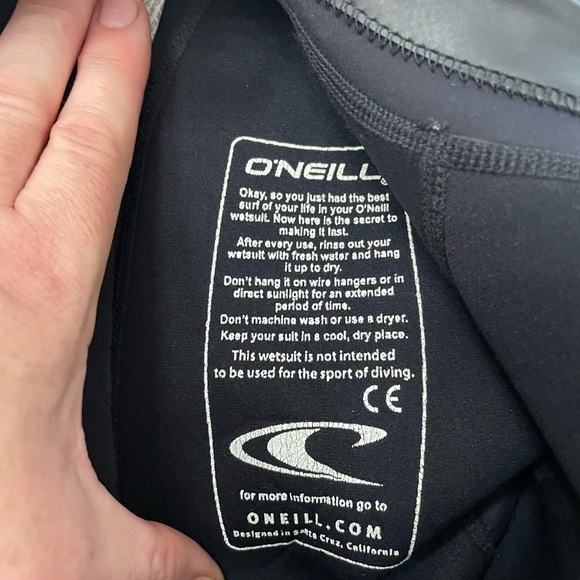 O'NEILL
Okay, so you just had the best
surf of your life in your O'Neill
wetsuit. Now here is the secret to
making it last.
After every use, rinse out your
wetsuit with fresh water and hang
it up to dry.
Don't hang it on wire hangers or in
direct sunlight for an extended
period of time.
Don't machine wash or use a dryer.
Keep your suit in a cool, dry place.
This wetsuit is not intended
to be used for the sport of diving.
CE
for more information go to
ONEILL.COM
Designed in Santa Cruz, California